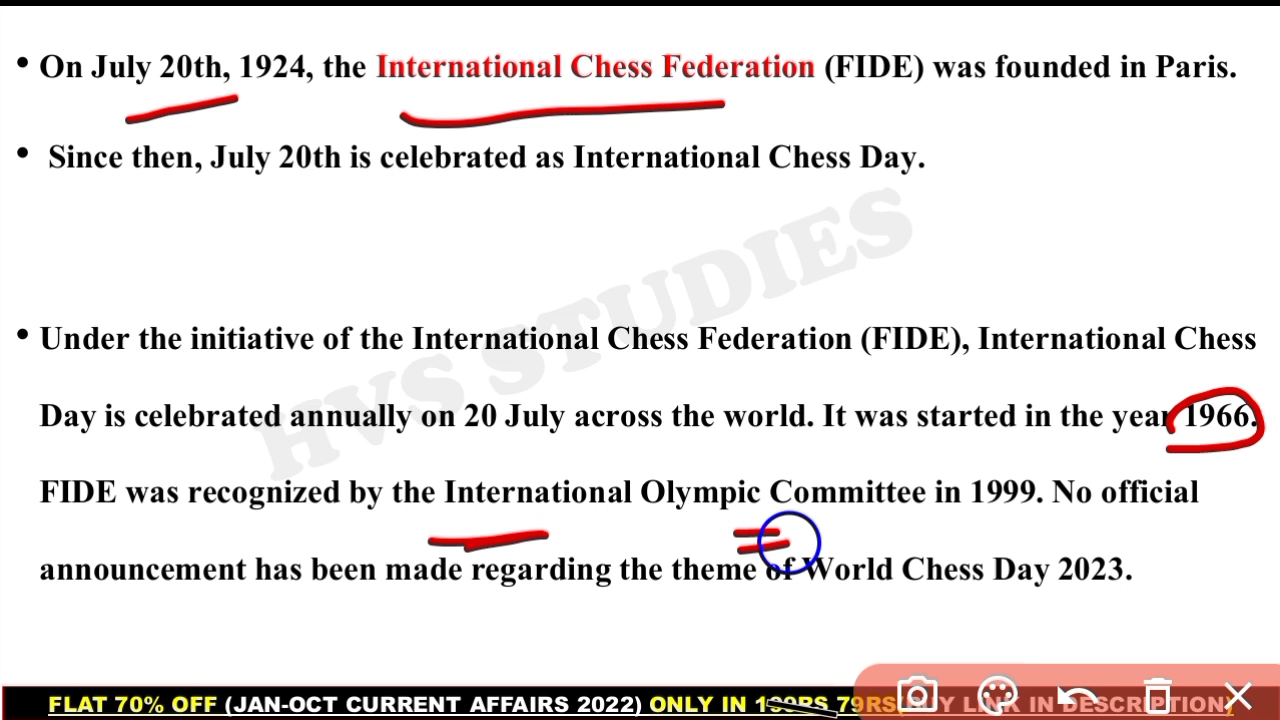 • On July 20th, 1924, the International Chess Federation (FIDE) was founded in Paris.
• Since then, July 20th is celebrated as International Chess Day.
HVS STUDIES
• Under the initiative of the International Chess Federation (FIDE), International Chess
Day is celebrated annually on 20 July across the world. It was started in the year 1966.
FIDE was recognized by the International Olympic Committee in 1999. No official
announcement has been made regarding the theme of World Chess Day 2023.
FLAT 70% OFF (JAN-OCT CURRENT AFFAIRS 2022) ONLY IN 79RS LINK IN DESCRIPTION)